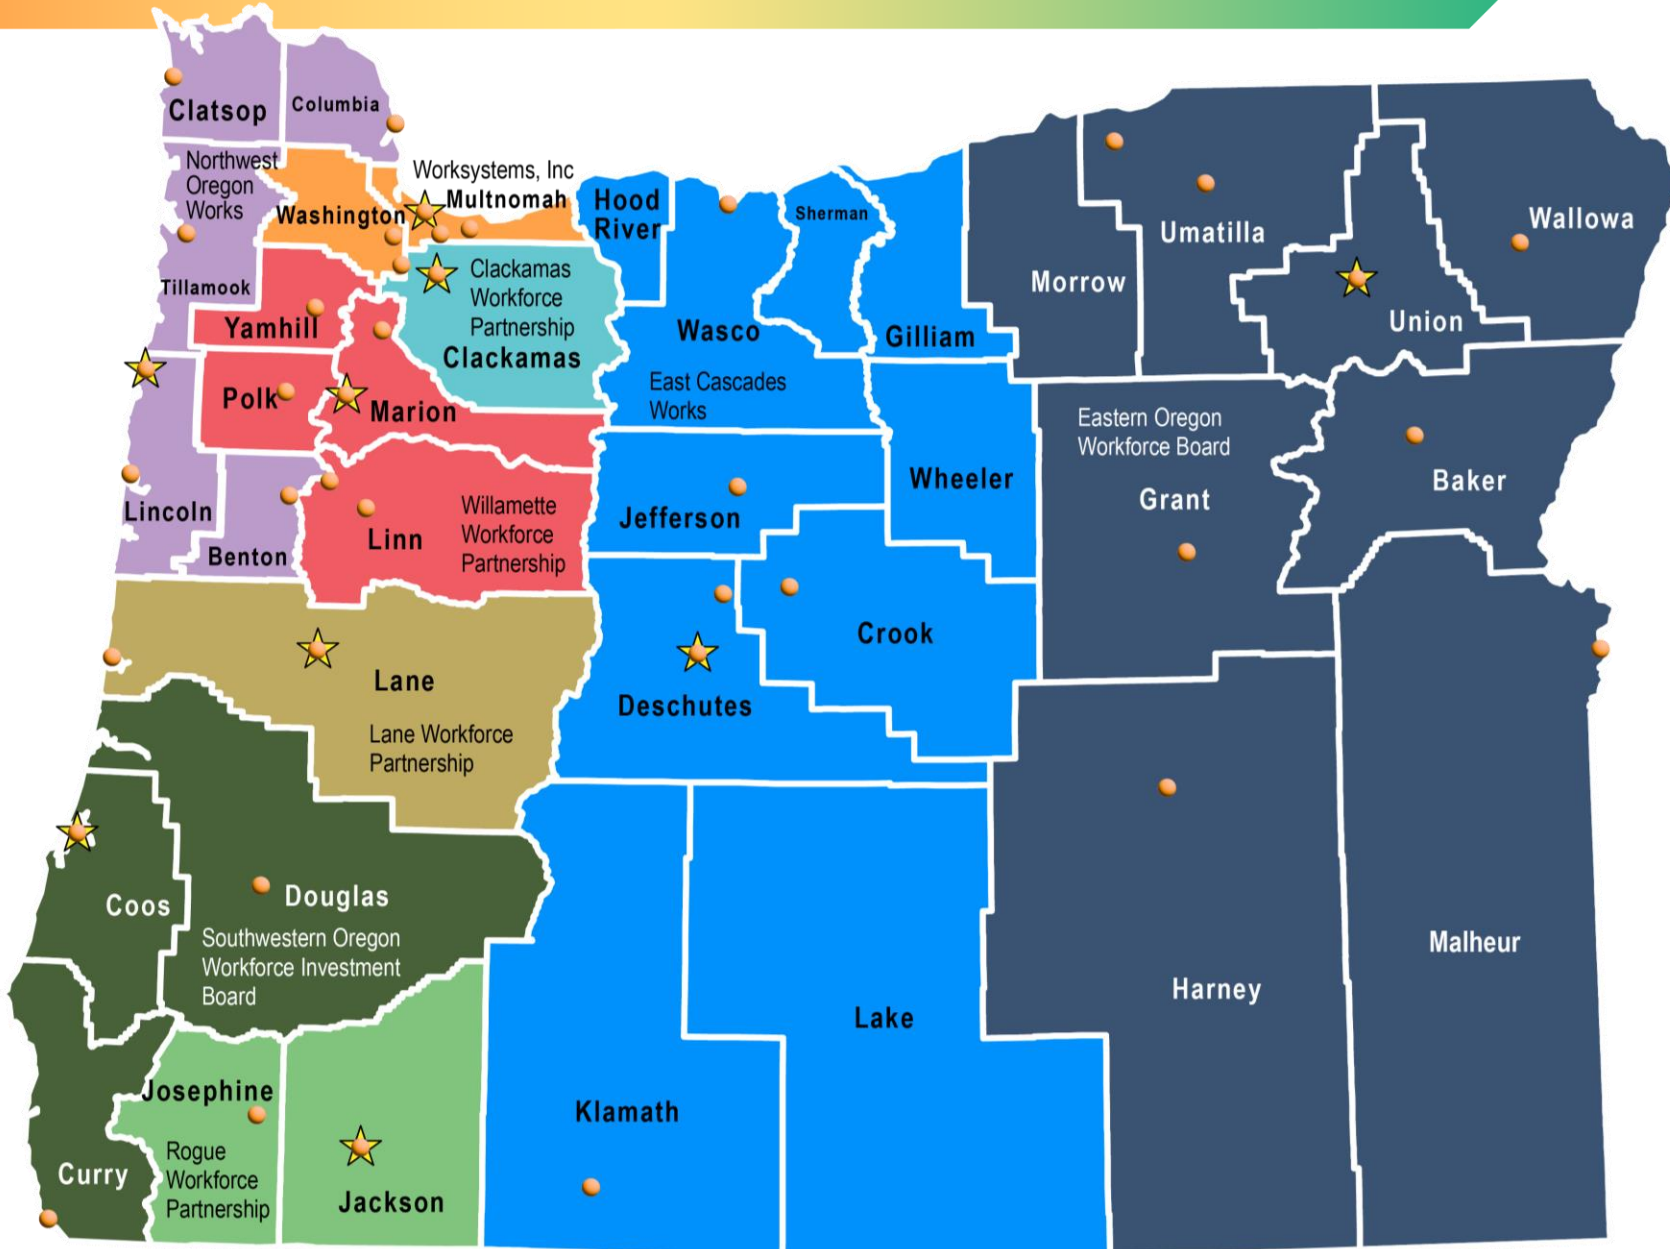 Clatsop
Columbia
Northwest
Oregon
Works
Worksystems, Inc
Multnomah
Washington
Hood
River
Sherman
Tillamook
Clackamas
Workforce
Partnership
Clackamas
Yamhill
Wasco
Gilliam
Morrow
Umatilla
Wallowa
Union
Polk
Marion
East Cascades
Works
Eastern Oregon
Workforce Board
Grant
Baker
Wheeler
Lincoln
Benton
Linn
Willamette
Workforce
Partnership
Jefferson
Crook
Lane
Lane Workforce
Partnership
Deschutes
Coos
Douglas
Southwestern Oregon
Workforce Investment
Board
Malheur
Harney
Lake
Klamath
Josephine
Rogue
Workforce
Partnership
Curry
Jackson